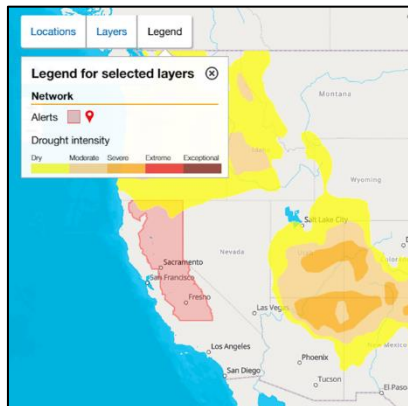 Locations Layers Legend
Legend for selected layers
Network
Alerts
Drought intensity
Dry Moderate Severe Extreme Exceptional
Montana
Idaho
Wyoming
Salt Lake City
Nevada
Sacramento
San Francisco
Fresno
Las Vegas
Los Angeles
Phoenix
San Diego
Tucson
El Paso